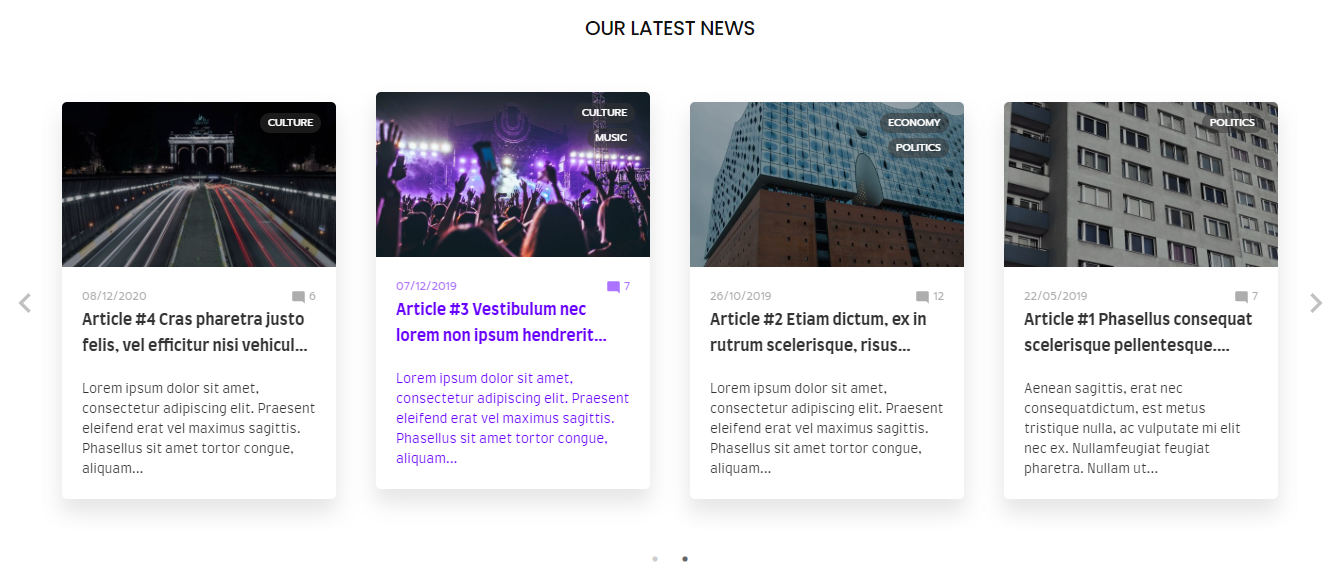 OUR LATEST NEWS
CULTURE
08/12/2020
6
Article #4 Cras pharetra justo
felis, vel efficitur nisi vehicul...
Lorem ipsum dolor sit amet,
consectetur adipiscing elit. Praesent
eleifend erat vel maximus sagittis.
Phasellus sit amet tortor congue,
aliquam...
CULTURE
MUSIC
07/12/2019
7
Article #3 Vestibulum nec
lorem non ipsum hendrerit...
Lorem ipsum dolor sit amet,
consectetur adipiscing elit. Praesent
eleifend erat vel maximus sagittis.
Phasellus sit amet tortor congue,
aliquam...
ECONOMY
POLITICS
26/10/2019
12
Article #2 Etiam dictum, ex in
rutrum scelerisque, risus...
Lorem ipsum dolor sit amet,
consectetur adipiscing elit. Praesent
eleifend erat vel maximus sagittis.
Phasellus sit amet tortor congue,
aliquam...
POLITICS
22/05/2019
7
Article #1 Phasellus consequat
scelerisque pellentesque....
Aenean sagittis, erat nec
consequatdictum, est metus
tristique nulla, ac vulputate mi elit
nec ex. Nullamfeugiat feugiat
pharetra. Nullam ut...